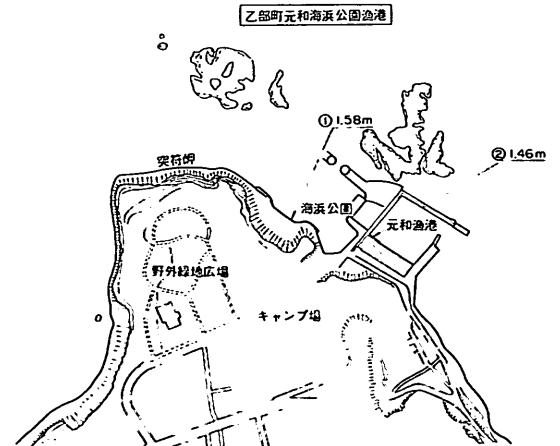 乙部町元和海浜公園漁港
① 1.58m
② 1.46m
突符岬
海浜公園
元和漁港
野外緑地広場
キャンプ場